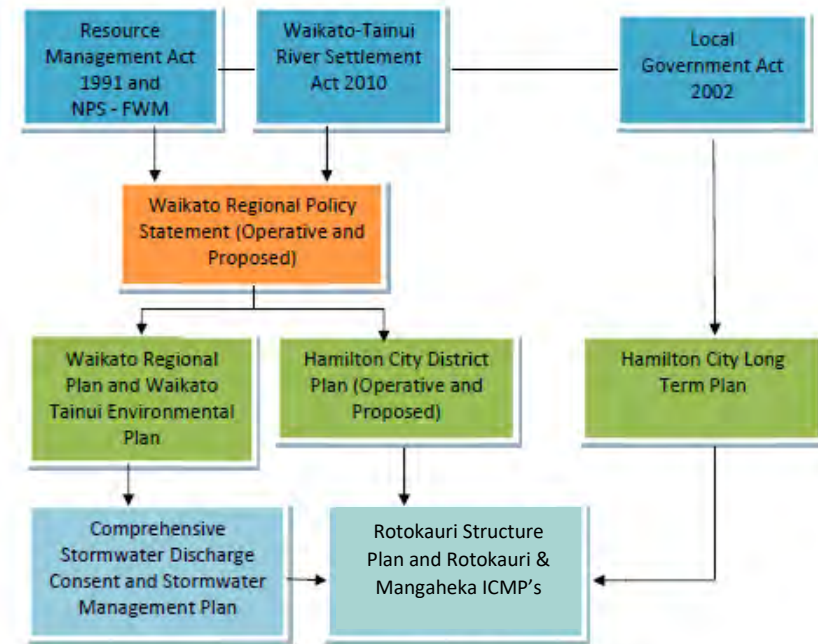 Resource
Management Act
1991 and
NPS - FWM
Waikato-Tainui
River Settlement
Act 2010
Local
Government Act
2002
Waikato Regional Policy
Statement (Operative and
Proposed)
Waikato Regional
Plan and Waikato
Tainui Environmental
Plan
Hamilton City District
Plan (Operative and
Proposed)
Hamilton City Long
Term Plan
Comprehensive
Stormwater Discharge
Consent and Stormwater
Management Plan
Rotokauri Structure
Plan and Rotokauri &
Mangaheka ICMP’s